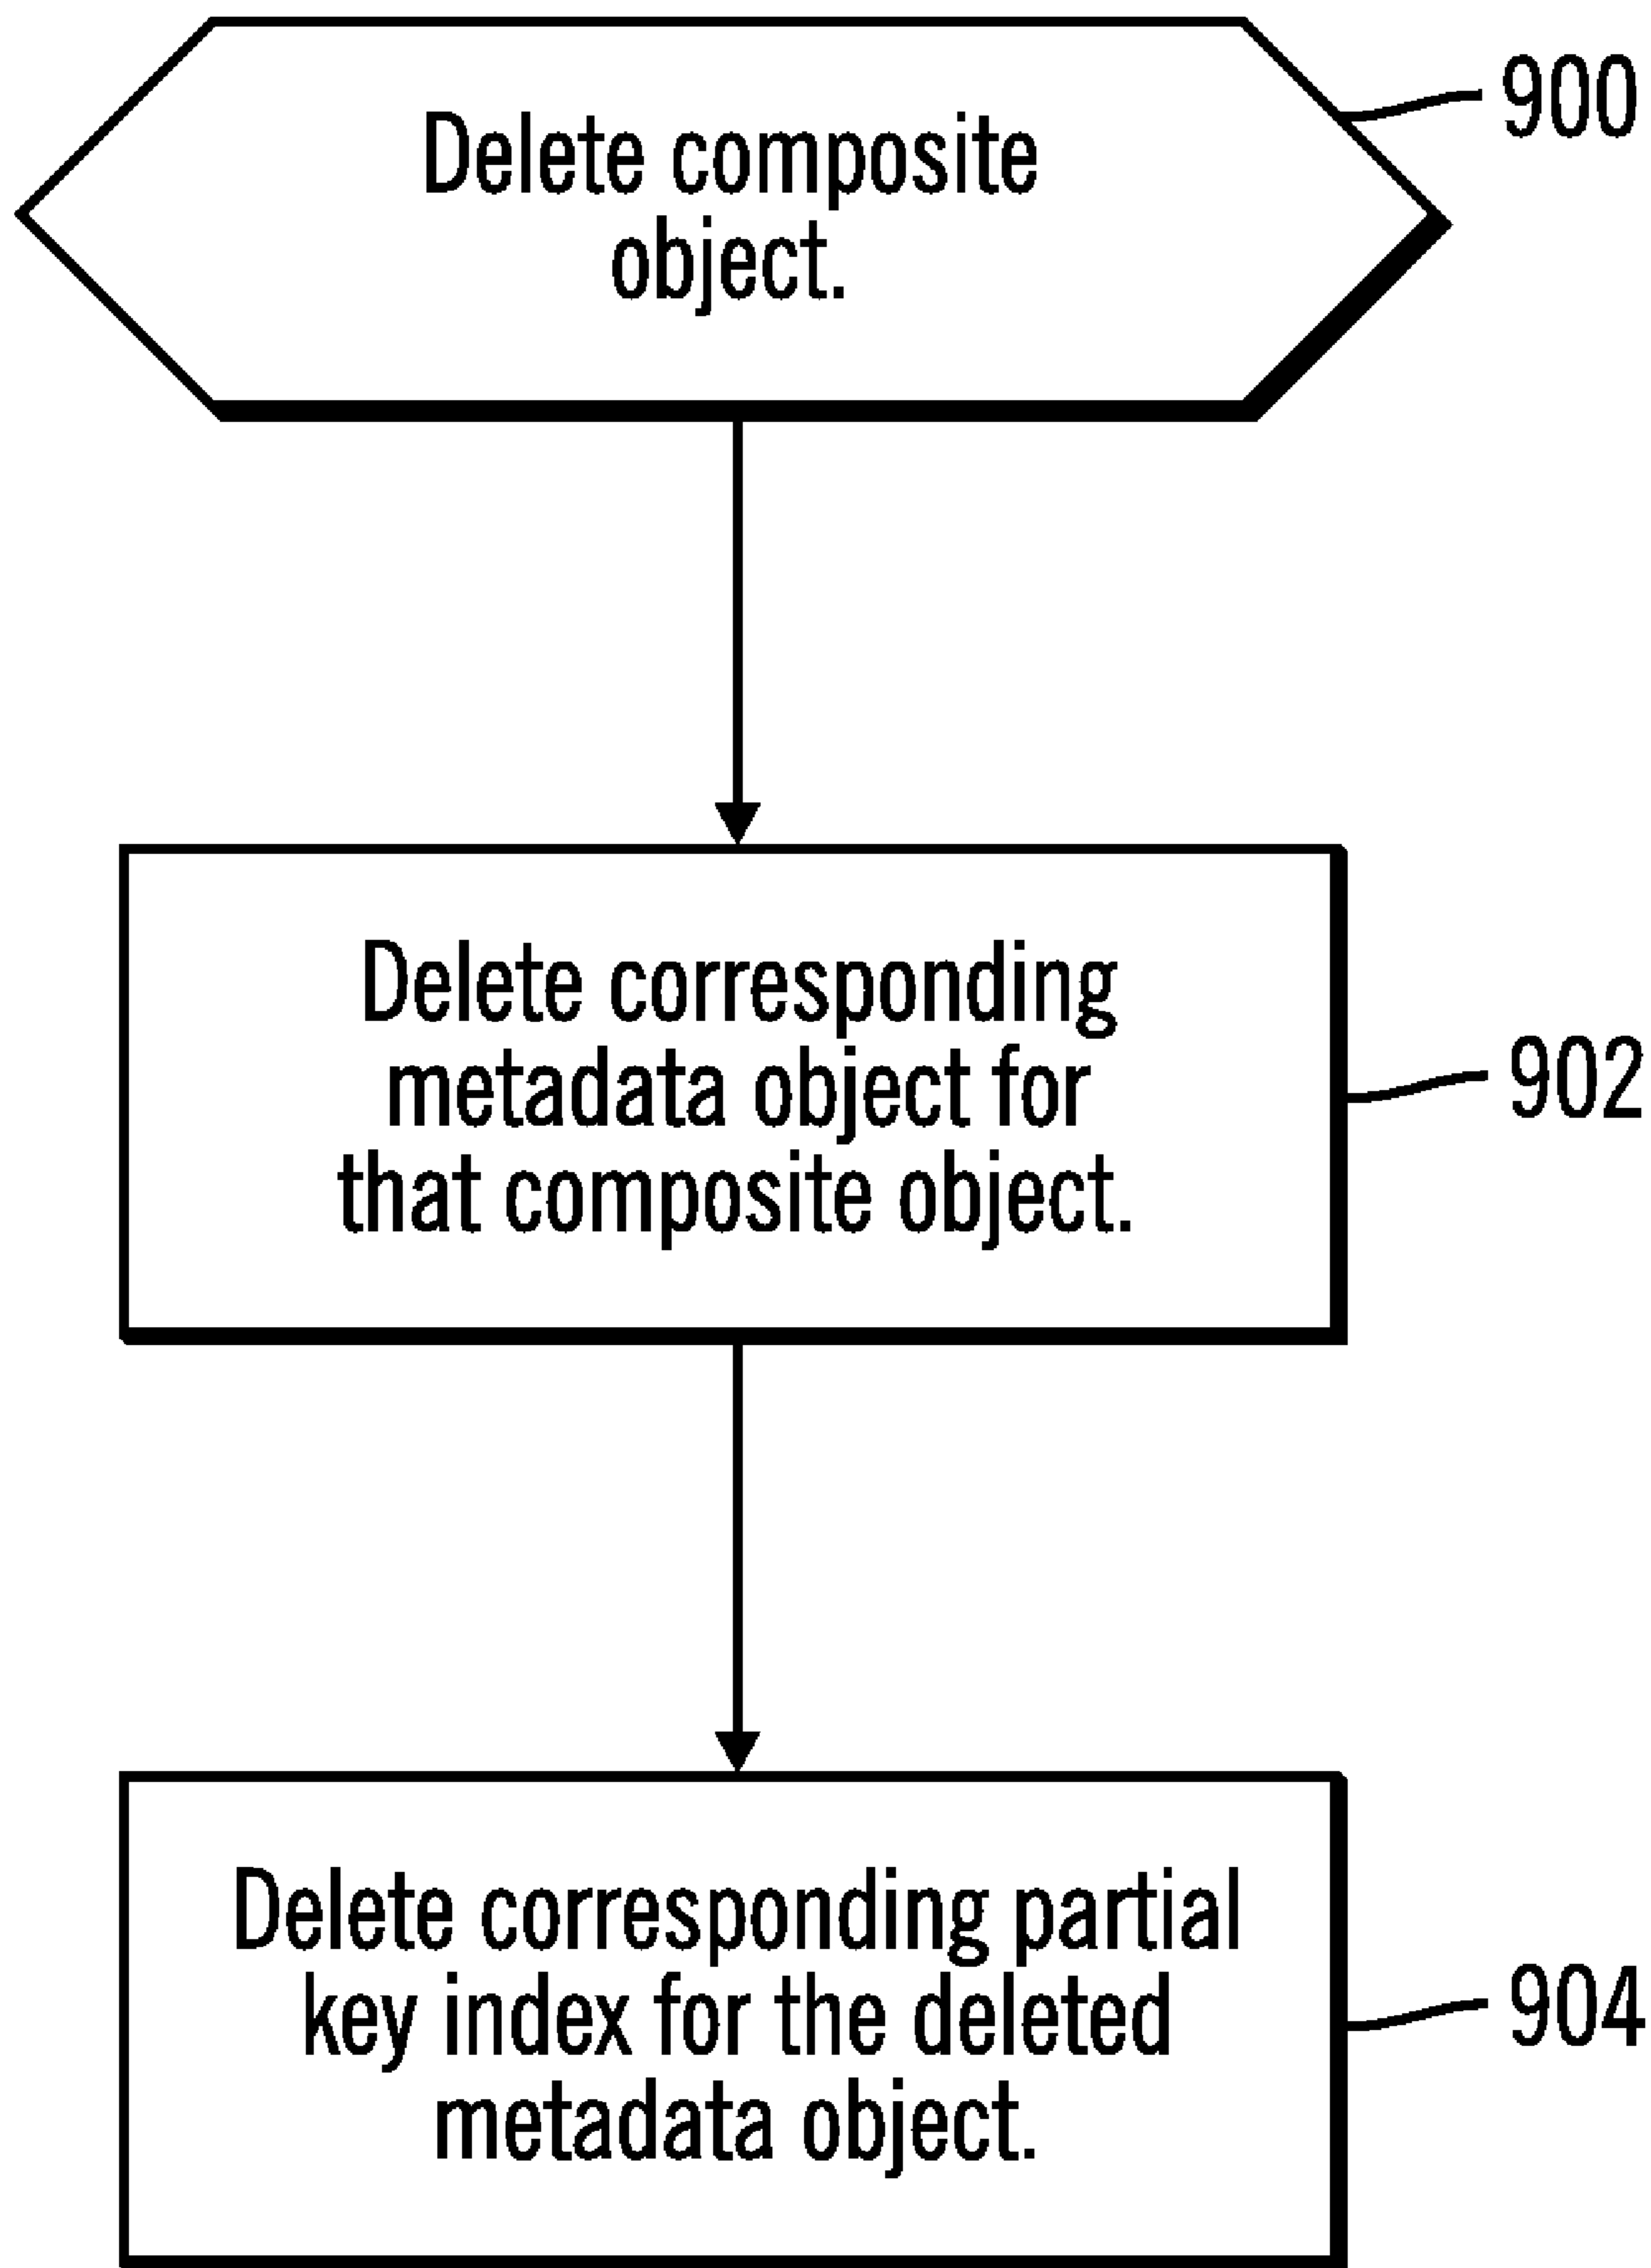 Delete composite
object.
900
Delete corresponding
metadata object for
that composite object.
902
Delete corresponding partial
key index for the deleted
metadata object.
904